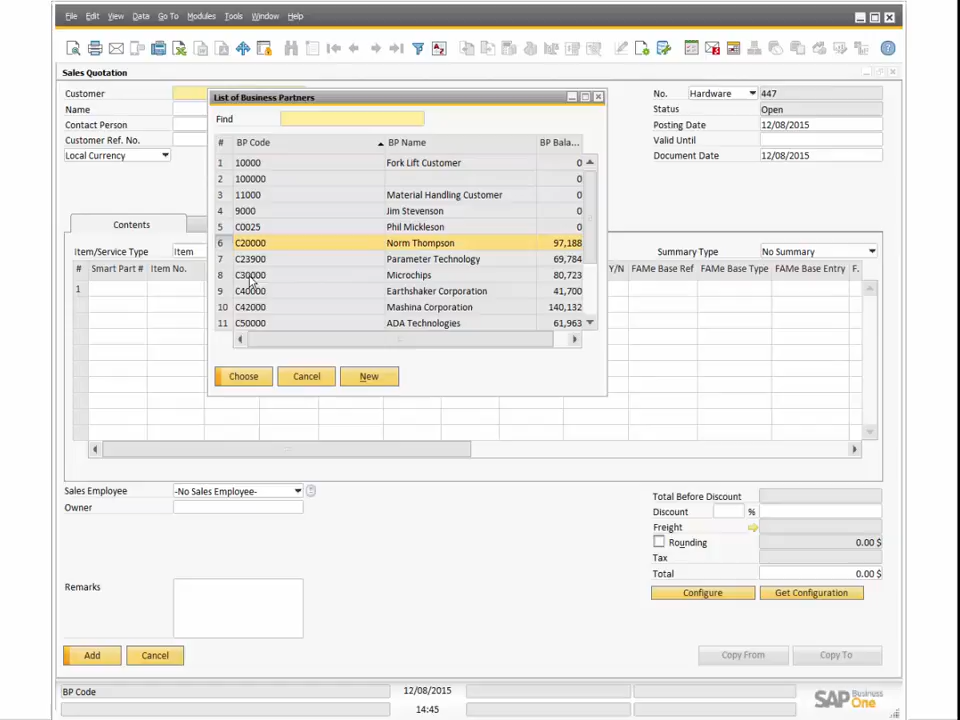 File Edit View Data Go To Modules Tools Window Help
Sales Quotation
Customer
Name
Contact Person
Customer Ref. No.
Local Currency
No. Hardware 447
Status Open
Posting Date 12/08/2015
Valid Until
Document Date 12/08/2015
List of Business Partners
Find
# BP Code BP Name BP Bala...
1 10000 Fork Lift Customer 0
2 100000 0
3 11000 Material Handling Customer 0
4 9000 Jim Stevenson 0
5 C0025 Phil Mickleson 0
6 C20000 Norm Thompson 97,188
7 C23900 Parameter Technology 69,784
8 C30000 Microchips 80,723
9 C40000 Earthshaker Corporation 41,700
10 C42000 Mashina Corporation 140,132
11 C50000 ADA Technologies 61,963
Choose Cancel New
Contents
Item/Service Type Item Summary Type No Summary
# Smart Part # Item No. Y/N FAMe Base Ref FAMe Base Type FAMe Base Entry F.
1
Sales Employee -No Sales Employee-
Owner
Total Before Discount
Discount %
Freight
Rounding 0.00 $
Tax
Total 0.00 $
Remarks
Configure Get Configuration
Add Cancel Copy From Copy To
BP Code 12/08/2015
14:45
SAP Business One